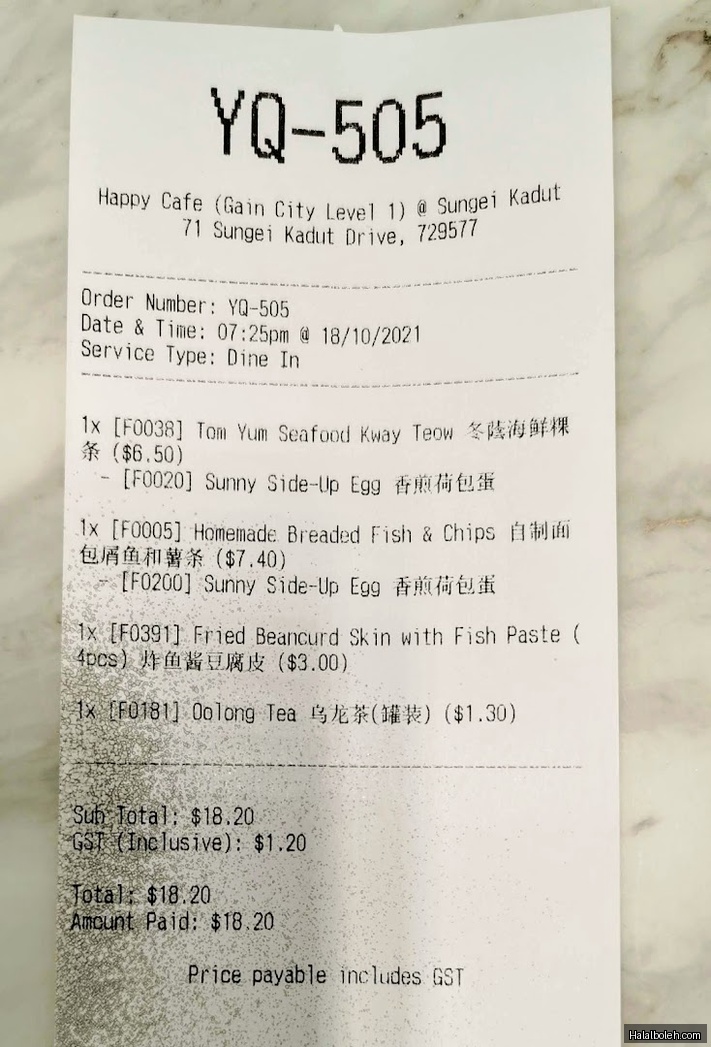 YQ-505
Happy Cafe (Gain City Level 1) @ Sungei Kadut
71 Sungei Kadut Drive, 729577
Order Number: YQ-505
Date & Time: 07:25pm @ 18/10/2021
Service Type: Dine In
1x [F0038] Tom Yum Seafood Kway Teow 冬荫海鲜粿
条 ($6.50)
- [F0020] Sunny Side-Up Egg 香煎荷包蛋
1x [F0005] Homemade Breaded Fish & Chips 自制面
包屑鱼和薯条 ($7.40)
- [F0200] Sunny Side-Up Egg 香煎荷包蛋
1x [F0391] Fried Beancurd Skin with Fish Paste (
4pcs) 炸鱼酱豆腐皮 ($3.00)
1x [F0181] Oolong Tea 乌龙茶(罐装) ($1.30)
Sub Total: $18.20
GST (Inclusive): $1.20
Total: $18.20
Amount Paid: $18.20
Price payable includes GST
Halalboleh.com